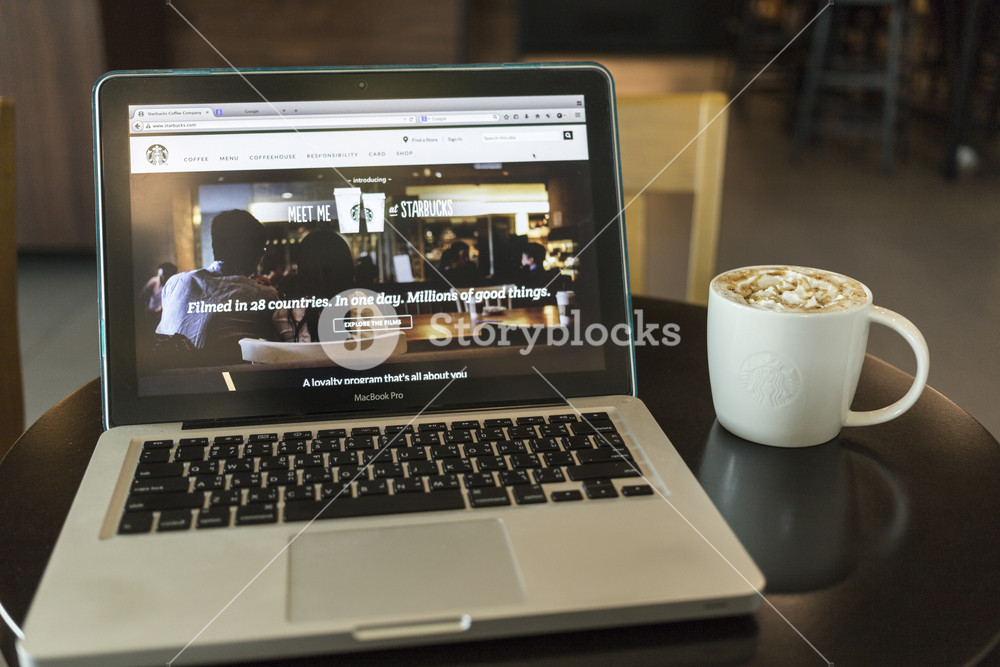 Starbucks Coffee Company
Google
www.starbucks.com
Google
Find a Store
Sign In
COFFEE MENU COFFEEHOUSE RESPONSIBILITY CARD SHOP
~ introducing ~
MEET ME at STARBUCKS
Filmed in 28 countries. In one day. Millions of good things.
EXPLORE THE FILMS
Storyblocks
A loyalty program that's all about you
MacBook Pro